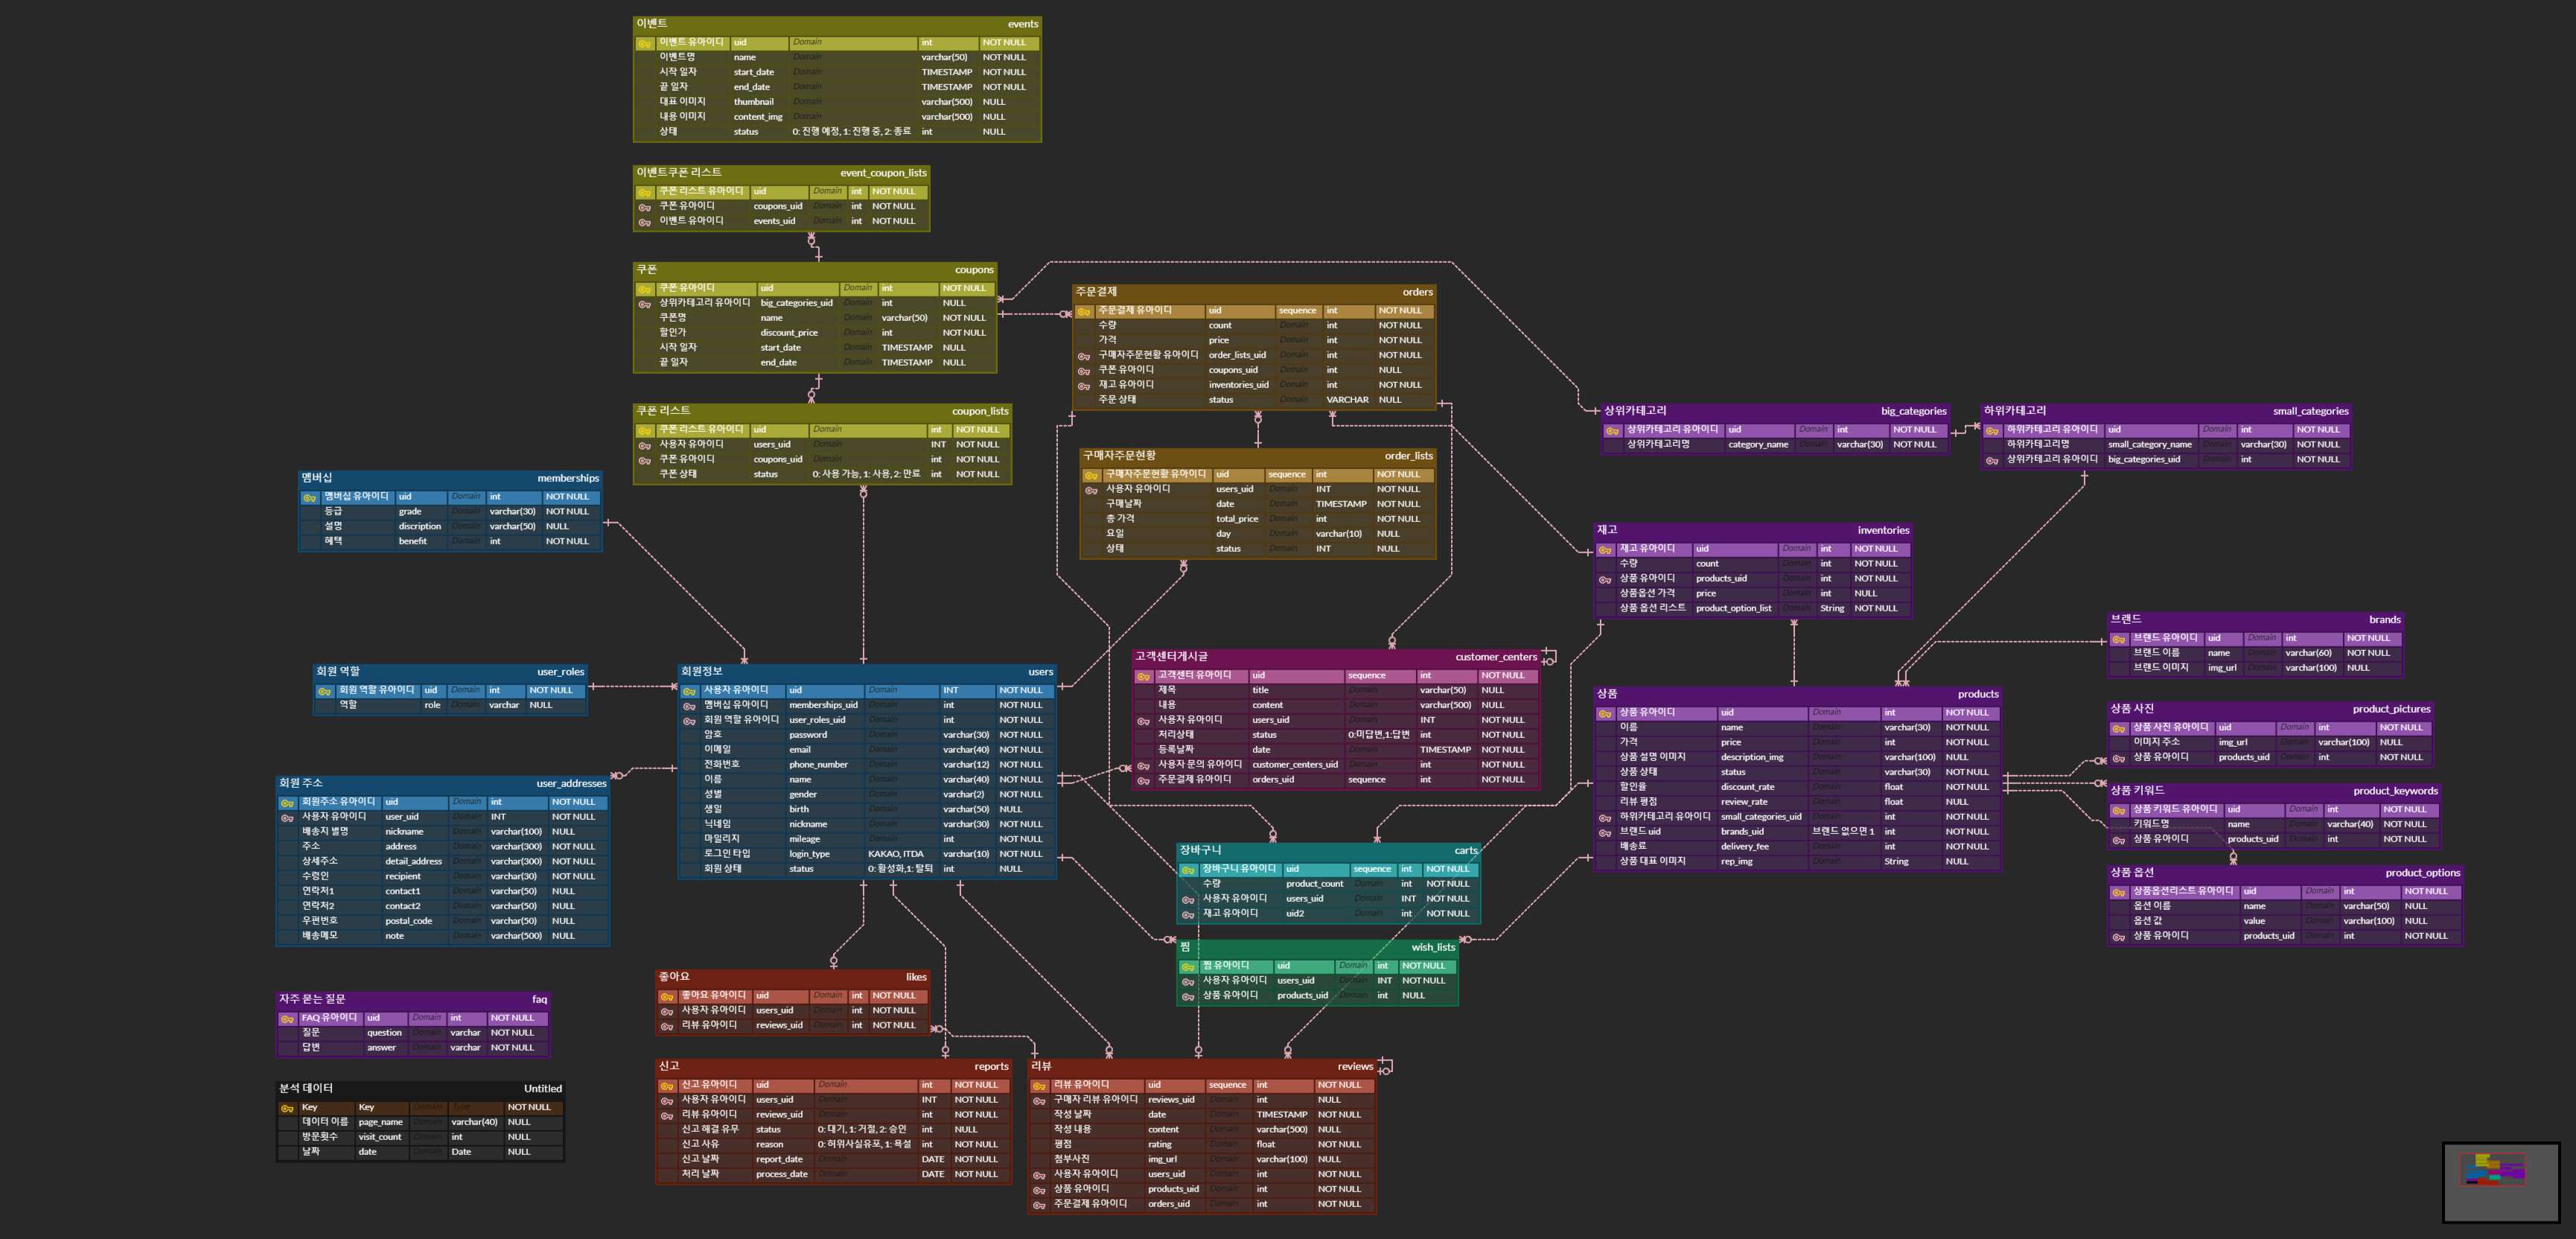 이벤트 events
이벤트 유아이디 uid Domain int NOT NULL
이벤트명 name Domain varchar(50) NOT NULL
시작 일자 start_date Domain TIMESTAMP NOT NULL
끝 일자 end_date Domain TIMESTAMP NOT NULL
대표 이미지 thumbnail Domain varchar(500) NULL
내용 이미지 content_img Domain varchar(500) NULL
상태 status 0: 진행 예정, 1: 진행 중, 2: 종료 int NULL
이벤트쿠폰 리스트 event_coupon_lists
쿠폰 리스트 유아이디 uid Domain int NOT NULL
쿠폰 유아이디 coupons_uid Domain int NOT NULL
이벤트 유아이디 events_uid Domain int NOT NULL
쿠폰 coupons
쿠폰 유아이디 uid Domain int NOT NULL
상위카테고리 유아이디 big_categories_uid Domain int NULL
쿠폰명 name Domain varchar(50) NOT NULL
할인가 discount_price Domain int NOT NULL
시작 일자 start_date Domain TIMESTAMP NULL
끝 일자 end_date Domain TIMESTAMP NULL
주문결제 orders
주문결제 유아이디 uid sequence int NOT NULL
수량 count Domain int NOT NULL
가격 price Domain int NOT NULL
구매자주문현황 유아이디 order_lists_uid Domain int NOT NULL
쿠폰 유아이디 coupons_uid Domain int NULL
재고 유아이디 inventories_uid Domain int NOT NULL
주문 상태 status Domain VARCHAR NULL
쿠폰 리스트 coupon_lists
쿠폰 리스트 유아이디 uid Domain int NOT NULL
사용자 유아이디 users_uid Domain INT NOT NULL
쿠폰 유아이디 coupons_uid Domain int NOT NULL
쿠폰 상태 status 0: 사용 가능, 1: 사용, 2: 만료 int NOT NULL
상위카테고리 big_categories
상위카테고리 유아이디 uid Domain int NOT NULL
상위카테고리명 category_name Domain varchar(30) NOT NULL
하위카테고리 small_categories
하위카테고리 유아이디 uid Domain int NOT NULL
하위카테고리명 small_category_name Domain varchar(30) NOT NULL
상위카테고리 유아이디 big_categories_uid Domain int NOT NULL
구매자주문현황 order_lists
구매자주문현황 유아이디 uid sequence int NOT NULL
사용자 유아이디 users_uid Domain INT NOT NULL
구매날짜 date Domain TIMESTAMP NOT NULL
총 가격 total_price Domain int NOT NULL
요일 day Domain varchar(10) NULL
상태 status Domain INT NULL
멤버십 memberships
멤버십 유아이디 uid Domain int NOT NULL
등급 grade Domain varchar(30) NOT NULL
설명 discription Domain varchar(50) NULL
혜택 benefit Domain int NOT NULL
재고 inventories
재고 유아이디 uid Domain int NOT NULL
수량 count Domain int NOT NULL
상품 유아이디 products_uid Domain int NOT NULL
상품옵션 가격 price Domain int NULL
상품 옵션 리스트 product_option_list Domain String NOT NULL
브랜드 brands
브랜드 유아이디 uid Domain int NOT NULL
브랜드 이름 name Domain varchar(60) NOT NULL
브랜드 이미지 img_url Domain varchar(100) NULL
회원 역할 user_roles
회원 역할 유아이디 uid Domain int NOT NULL
역할 role Domain varchar NULL
회원정보 users
사용자 유아이디 uid Domain INT NOT NULL
멤버십 유아이디 memberships_uid Domain int NOT NULL
회원 역할 유아이디 user_roles_uid Domain int NOT NULL
암호 password Domain varchar(30) NOT NULL
이메일 email Domain varchar(40) NOT NULL
전화번호 phone_number Domain varchar(12) NOT NULL
이름 name Domain varchar(40) NOT NULL
성별 gender Domain varchar(2) NOT NULL
생일 birth Domain varchar(50) NULL
닉네임 nickname Domain varchar(30) NOT NULL
마일리지 mileage Domain int NOT NULL
로그인 타입 login_type KAKAO, ITDA varchar(10) NOT NULL
회원 상태 status 0: 활성화,1: 탈퇴 int NULL
고객센터게시글 customer_centers
고객센터 유아이디 uid sequence int NOT NULL
제목 title Domain varchar(50) NULL
내용 content Domain varchar(500) NULL
사용자 유아이디 users_uid Domain INT NOT NULL
처리상태 status 0:미답변,1:답변 int NOT NULL
등록날짜 date Domain TIMESTAMP NOT NULL
사용자 문의 유아이디 customer_centers_uid Domain int NOT NULL
주문결제 유아이디 orders_uid sequence int NOT NULL
상품 products
상품 유아이디 uid Domain int NOT NULL
이름 name Domain varchar(30) NOT NULL
가격 price Domain int NOT NULL
상품 설명 이미지 description_img Domain varchar(100) NULL
상품 상태 status Domain varchar(30) NOT NULL
할인율 discount_rate Domain float NOT NULL
리뷰 평점 review_rate Domain float NULL
하위카테고리 유아이디 small_categories_uid Domain int NOT NULL
브랜드 uid brands_uid 브랜드 없으면 1 int NOT NULL
배송료 delivery_fee Domain int NOT NULL
상품 대표 이미지 rep_img Domain String NULL
상품 사진 product_pictures
상품 사진 유아이디 uid Domain int NOT NULL
이미지 주소 img_url Domain varchar(100) NULL
상품 유아이디 products_uid Domain int NOT NULL
상품 키워드 product_keywords
상품 키워드 유아이디 uid Domain int NOT NULL
키워드명 name Domain varchar(40) NOT NULL
상품 유아이디 products_uid Domain int NOT NULL
상품 옵션 product_options
상품옵션리스트 유아이디 uid Domain int NOT NULL
옵션 이름 name Domain varchar(50) NULL
옵션 값 value Domain varchar(100) NULL
상품 유아이디 products_uid Domain int NOT NULL
회원 주소 user_addresses
회원주소 유아이디 uid Domain int NOT NULL
사용자 유아이디 user_uid Domain INT NOT NULL
배송지 별명 nickname Domain varchar(100) NULL
주소 address Domain varchar(300) NOT NULL
상세주소 detail_address Domain varchar(300) NOT NULL
수령인 recipient Domain varchar(30) NOT NULL
연락처1 contact1 Domain varchar(50) NULL
연락처2 contact2 Domain varchar(50) NULL
우편번호 postal_code Domain varchar(50) NULL
배송메모 note Domain varchar(500) NULL
장바구니 carts
장바구니 유아이디 uid sequence int NOT NULL
수량 product_count Domain int NOT NULL
사용자 유아이디 users_uid Domain INT NOT NULL
재고 유아이디 uid2 Domain int NOT NULL
찜 wish_lists
찜 유아이디 uid Domain int NOT NULL
사용자 유아이디 users_uid Domain INT NOT NULL
상품 유아이디 products_uid Domain int NULL
좋아요 likes
좋아요 유아이디 uid Domain int NOT NULL
사용자 유아이디 users_uid Domain int NOT NULL
리뷰 유아이디 reviews_uid Domain int NOT NULL
자주 묻는 질문 faq
FAQ 유아이디 uid Domain int NOT NULL
질문 question Domain varchar NOT NULL
답변 answer Domain varchar NOT NULL
신고 reports
신고 유아이디 uid Domain int NOT NULL
사용자 유아이디 users_uid Domain INT NOT NULL
리뷰 유아이디 reviews_uid Domain int NOT NULL
신고 해결 유무 status 0: 대기, 1: 거절, 2: 승인 int NULL
신고 사유 reason 0: 허위사실유포, 1: 욕설 int NOT NULL
신고 날짜 report_date Domain DATE NOT NULL
처리 날짜 process_date Domain DATE NOT NULL
리뷰 reviews
리뷰 유아이디 uid sequence int NOT NULL
구매자 리뷰 유아이디 reviews_uid Domain int NULL
작성 날짜 date Domain TIMESTAMP NOT NULL
작성 내용 content Domain varchar(500) NULL
평점 rating Domain float NOT NULL
첨부사진 img_url Domain varchar(100) NULL
사용자 유아이디 users_uid Domain int NOT NULL
상품 유아이디 products_uid Domain int NOT NULL
주문결제 유아이디 orders_uid Domain int NOT NULL
분석 데이터 Untitled
Key Key Domain Type NOT NULL
데이터 이름 page_name Domain varchar(40) NULL
방문횟수 visit_count Domain int NULL
날짜 date Domain Date NULL